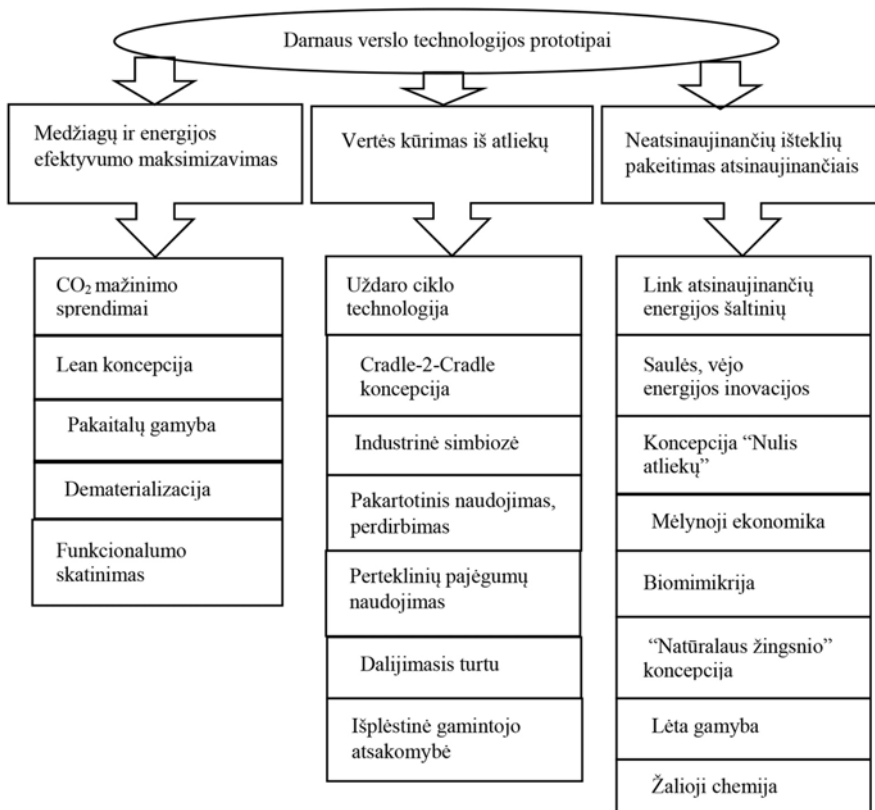 Darnaus verslo technologijos prototipai
Medžiagų ir energijos
efektyvumo maksimizavimas
CO₂ mažinimo
sprendimai
Lean koncepcija
Pakaitalų gamyba
Dematerializacija
Funkcionalumo
skatinimas
Vertės kūrimas iš atliekų
Uždaro ciklo
technologija
Cradle-2-Cradle
koncepcija
Industrinė simbiozė
Pakartotinis naudojimas,
perdirbimas
Perteklinių pajėgumų
naudojimas
Dalijimasis turtu
Išplėstinė gamintojo
atsakomybė
Neatsinaujinančių išteklių
pakeitimas atsinaujinančiais
Link atsinaujinančių
energijos šaltinių
Saulės, vėjo
energijos inovacijos
Koncepcija “Nulis
atliekų”
Mėlynoji ekonomika
Biomimikrija
“Natūralaus žingsnio”
koncepcija
Lėta gamyba
Žalioji chemija